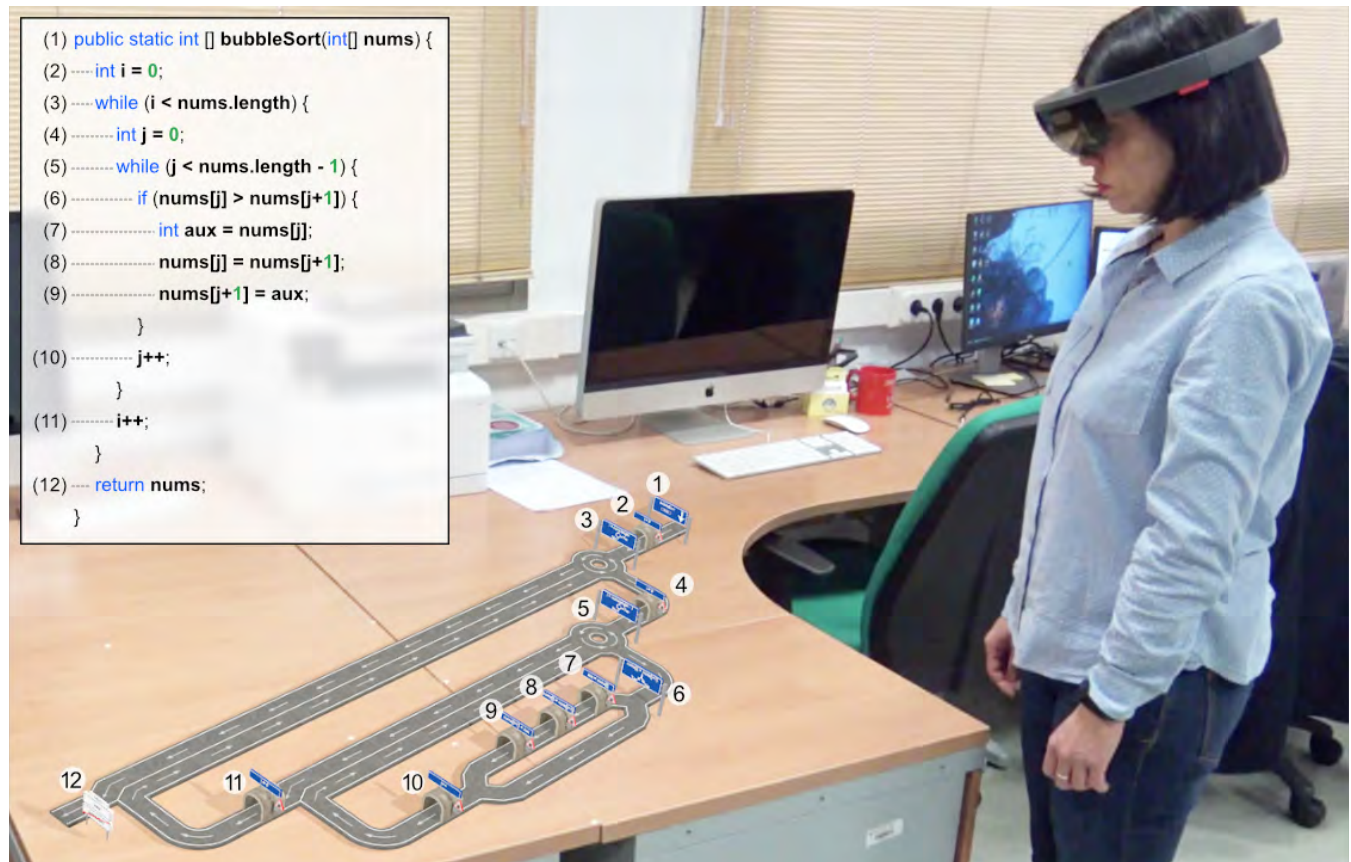 (1) public static int [] bubbleSort(int[] nums) {
(2) ---- int i = 0;
(3) ---- while (i < nums.length) {
(4) -------- int j = 0;
(5) -------- while (j < nums.length - 1) {
(6) ------------ if (nums[j] > nums[j+1]) {
(7) ---------------- int aux = nums[j];
(8) ---------------- nums[j] = nums[j+1];
(9) ---------------- nums[j+1] = aux;
}
(10) ------------ j++;
}
(11) -------- i++;
}
(12) ---- return nums;
}
1
2
3
4
5
7
6
8
9
10
11
12